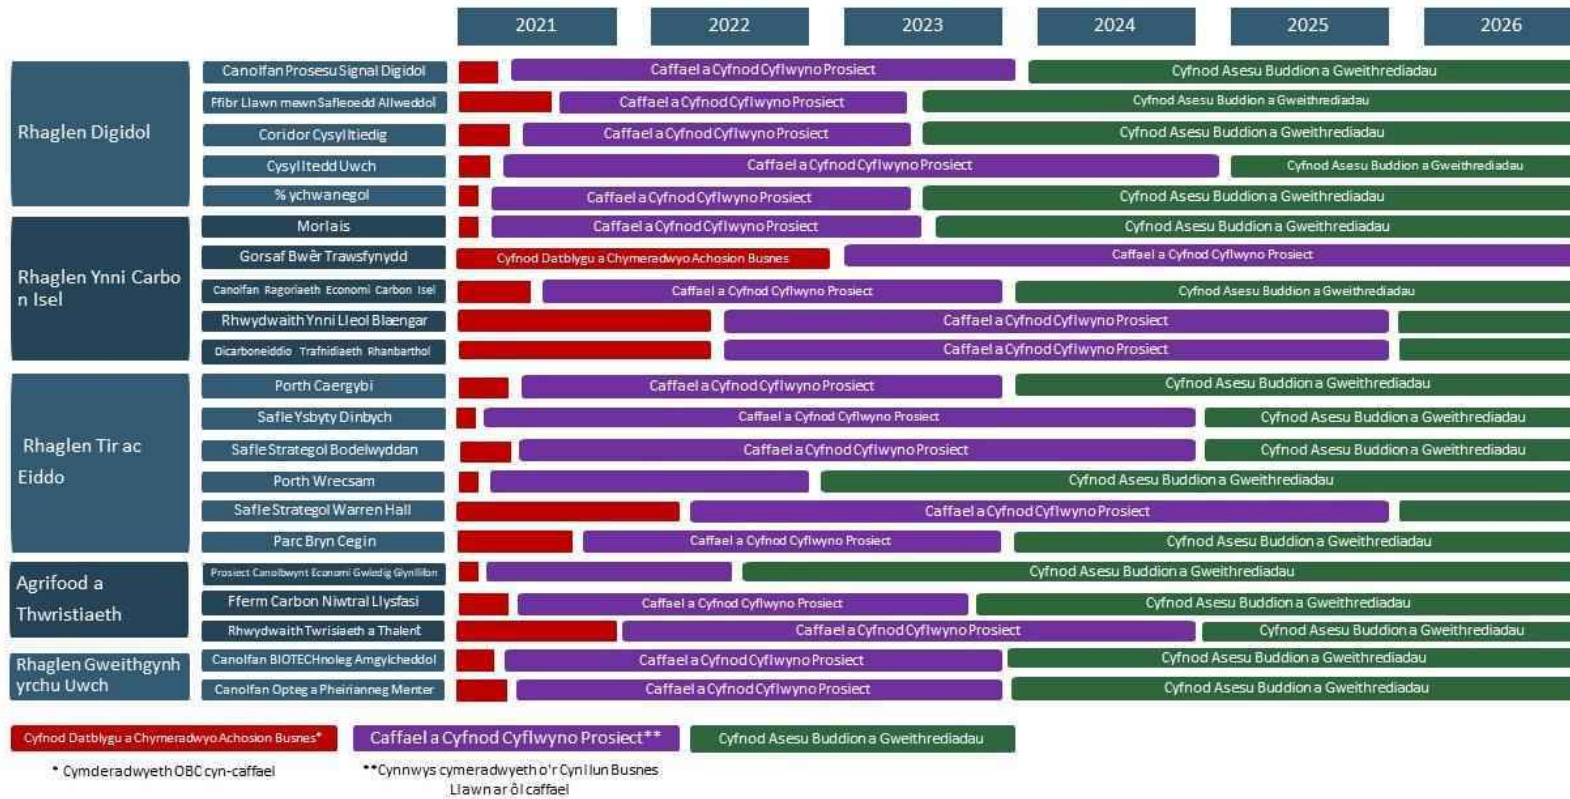 2021 2022 2023 2024 2025 2026
Rhaglen Digidol
Canolfan Prosesu Signal Digidol Caffael a Cyfnod Cyflwyno Prosiect Cyfnod Asesu Buddion a Gweithrediadau
Ffibr Llawn mewn Safleoedd Allweddol Caffael a Cyfnod Cyflwyno Prosiect Cyfnod Asesu Buddion a Gweithrediadau
Coridor Cysylltiedig Caffael a Cyfnod Cyflwyno Prosiect Cyfnod Asesu Buddion a Gweithrediadau
Cysylltedd Uwch Caffael a Cyfnod Cyflwyno Prosiect Cyfnod Asesu Buddion a Gweithrediadau
% ychwanegol Caffael a Cyfnod Cyflwyno Prosiect Cyfnod Asesu Buddion a Gweithrediadau
Rhaglen Ynni Carbo
n Isel
Morlais Caffael a Cyfnod Cyflwyno Prosiect Cyfnod Asesu Buddion a Gweithrediadau
Gorsaf Bwêr Trawsfynydd Cyfnod Datblygu a Chymeradwyo Achosion Busnes Caffael a Cyfnod Cyflwyno Prosiect
Canolfan Ragoriaeth Economi Carbon Isel Caffael a Cyfnod Cyflwyno Prosiect Cyfnod Asesu Buddion a Gweithrediadau
Rhwydwaith Ynni Lleol Blaengar Caffael a Cyfnod Cyflwyno Prosiect
Dicarboneiddio Trafnidiaeth Rhanbarthol Caffael a Cyfnod Cyflwyno Prosiect
Rhaglen Tir ac
Eiddo
Porth Caergybi Caffael a Cyfnod Cyflwyno Prosiect Cyfnod Asesu Buddion a Gweithrediadau
Safle Ysbyty Dinbych Caffael a Cyfnod Cyflwyno Prosiect Cyfnod Asesu Buddion a Gweithrediadau
Safle Strategol Bodelwyddan Caffael a Cyfnod Cyflwyno Prosiect Cyfnod Asesu Buddion a Gweithrediadau
Porth Wrecsam Cyfnod Asesu Buddion a Gweithrediadau
Safle Strategol Warren Hall Caffael a Cyfnod Cyflwyno Prosiect
Parc Bryn Cegin Caffael a Cyfnod Cyflwyno Prosiect Cyfnod Asesu Buddion a Gweithrediadau
Agrifood a
Thwristiaeth
Prosiect Canolbwynt Economi Gwledig Glynllifon Cyfnod Asesu Buddion a Gweithrediadau
Fferm Carbon Niwtral Llysfasi Caffael a Cyfnod Cyflwyno Prosiect Cyfnod Asesu Buddion a Gweithrediadau
Rhwydwaith Twrisiaeth a Thalent Caffael a Cyfnod Cyflwyno Prosiect Cyfnod Asesu Buddion a Gweithrediadau
Rhaglen Gweithgynh
yrchu Uwch
Canolfan BIOTECHnoleg Amgylcheddol Caffael a Cyfnod Cyflwyno Prosiect Cyfnod Asesu Buddion a Gweithrediadau
Canolfan Opteg a Pheirianneg Menter Caffael a Cyfnod Cyflwyno Prosiect Cyfnod Asesu Buddion a Gweithrediadau
Cyfnod Datblygu a Chymeradwyo Achosion Busnes* Caffael a Cyfnod Cyflwyno Prosiect** Cyfnod Asesu Buddion a Gweithrediadau
* Cymderadwyeth OBC cyn-caffael
**Cynnwys cymeradwyeth o'r Cynllun Busnes
Llawn ar ôl caffael